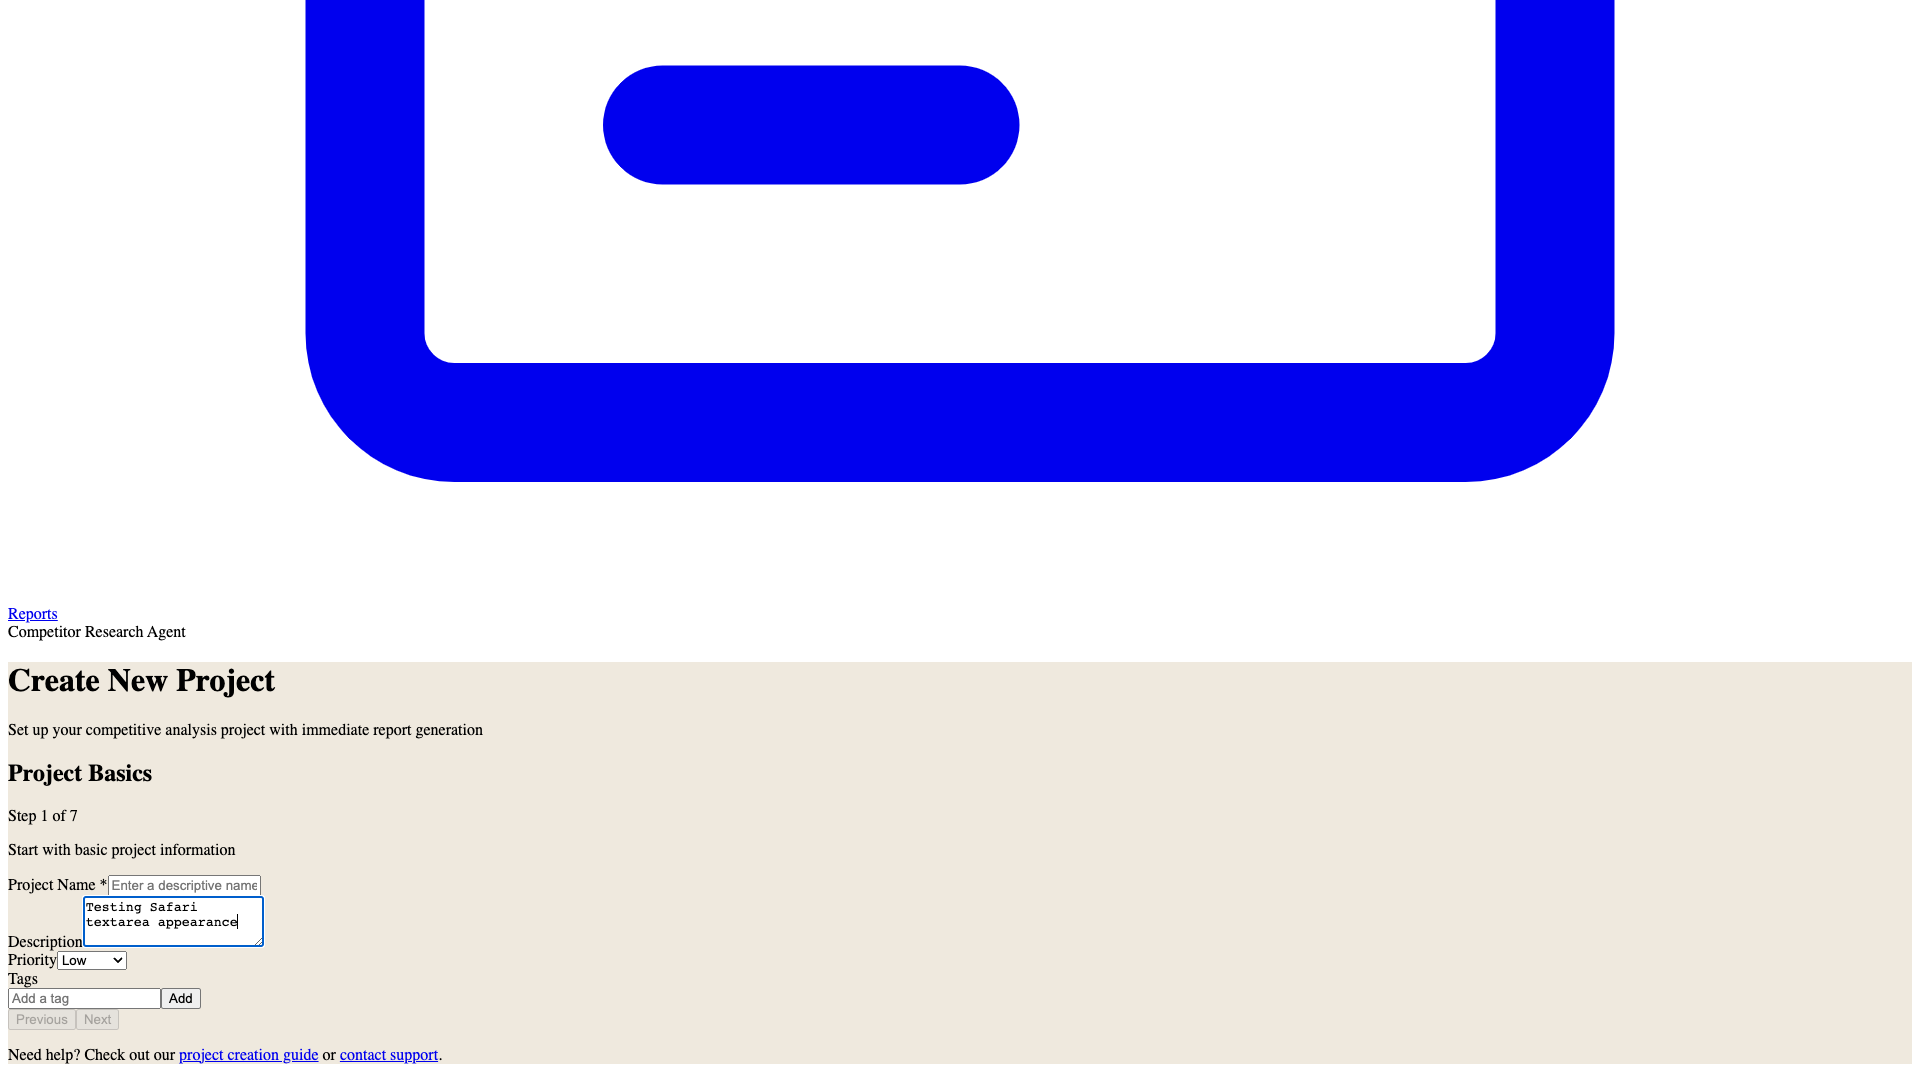 Reports
Competitor Research Agent
Create New Project
Set up your competitive analysis project with immediate report generation
Project Basics
Step 1 of 7
Start with basic project information
Project Name *Enter a descriptive name
Testing Safari
textarea appearance
Description
Priority Low
Tags
Add a tag Add
Previous Next
Need help? Check out our project creation guide or contact support.